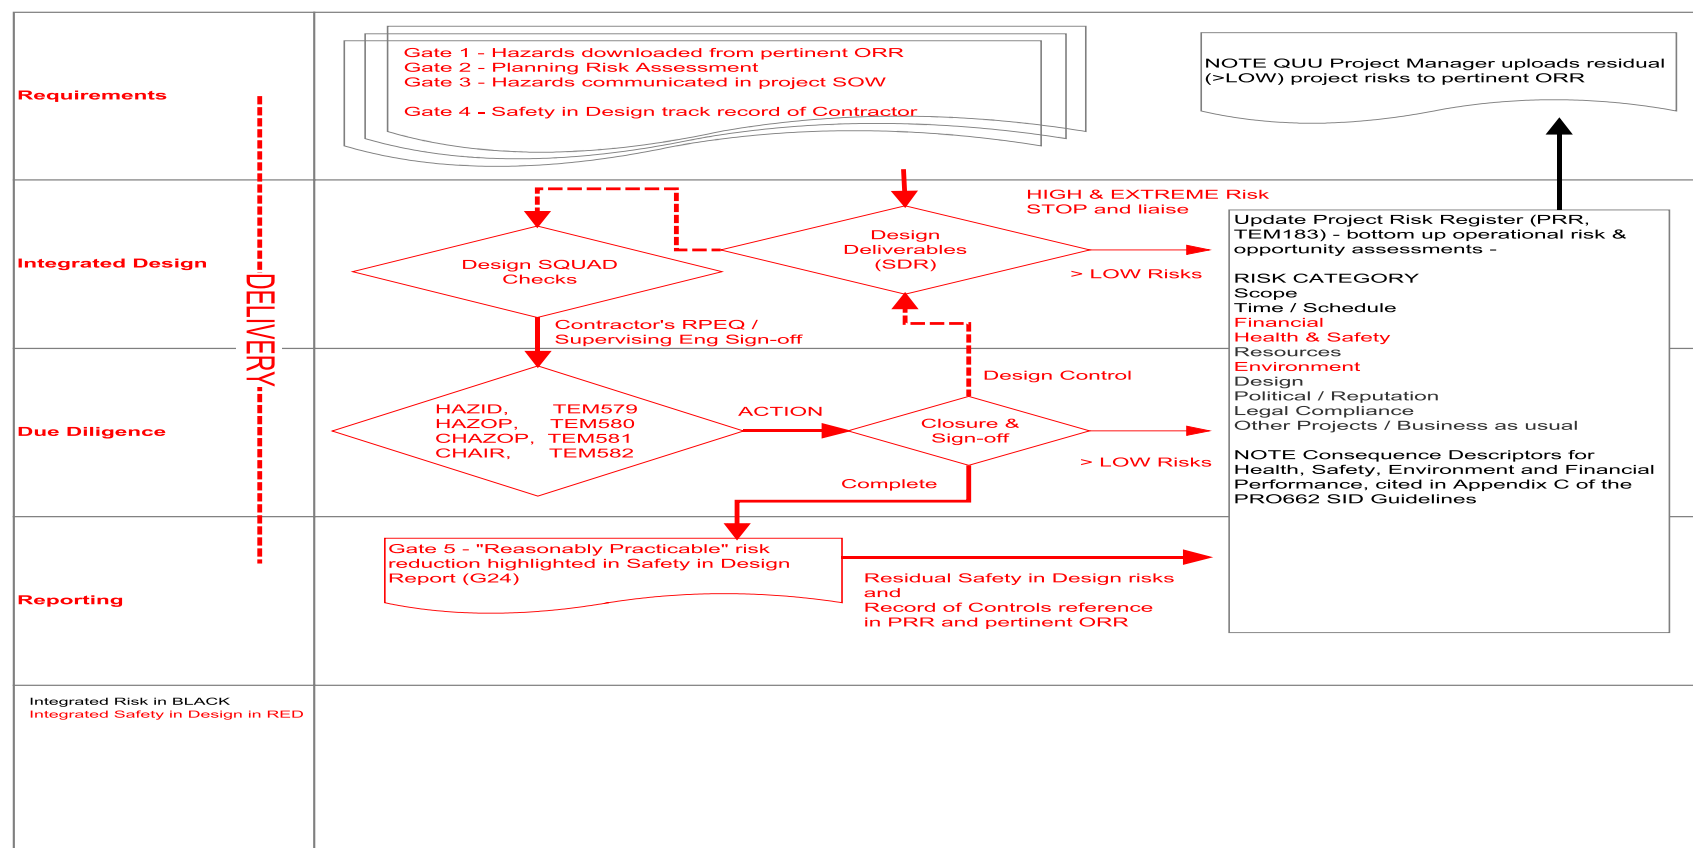 Gate 1 - Hazards downloaded from pertinent ORR
Gate 2 - Planning Risk Assessment
Gate 3 - Hazards communicated in project SOW
Gate 4 - Safety in Design track record of Contractor
NOTE QUU Project Manager uploads residual
(>LOW) project risks to pertinent ORR
Requirements
HIGH & EXTREME Risk
STOP and liaise
Design
Deliverables
(SDR)
> LOW Risks
Design SQUAD
Checks
Integrated Design
DELIVERY
Contractor's RPEQ /
Supervising Eng Sign-off
Update Project Risk Register (PRR,
TEM183) - bottom up operational risk &
opportunity assessments -
RISK CATEGORY
Scope
Time / Schedule
Financial
Health & Safety
Resources
Environment
Design
Political / Reputation
Legal Compliance
Other Projects / Business as usual
NOTE Consequence Descriptors for
Health, Safety, Environment and Financial
Performance, cited in Appendix C of the
PRO662 SID Guidelines
Design Control
Due Diligence
HAZID, TEM579
HAZOP, TEM580
CHAZOP, TEM581
CHAIR, TEM582
ACTION
Closure &
Sign-off
> LOW Risks
Complete
Reporting
Gate 5 - "Reasonably Practicable" risk
reduction highlighted in Safety in Design
Report (G24)
Residual Safety in Design risks
and
Record of Controls reference
in PRR and pertinent ORR
Integrated Risk in BLACK
Integrated Safety in Design in RED